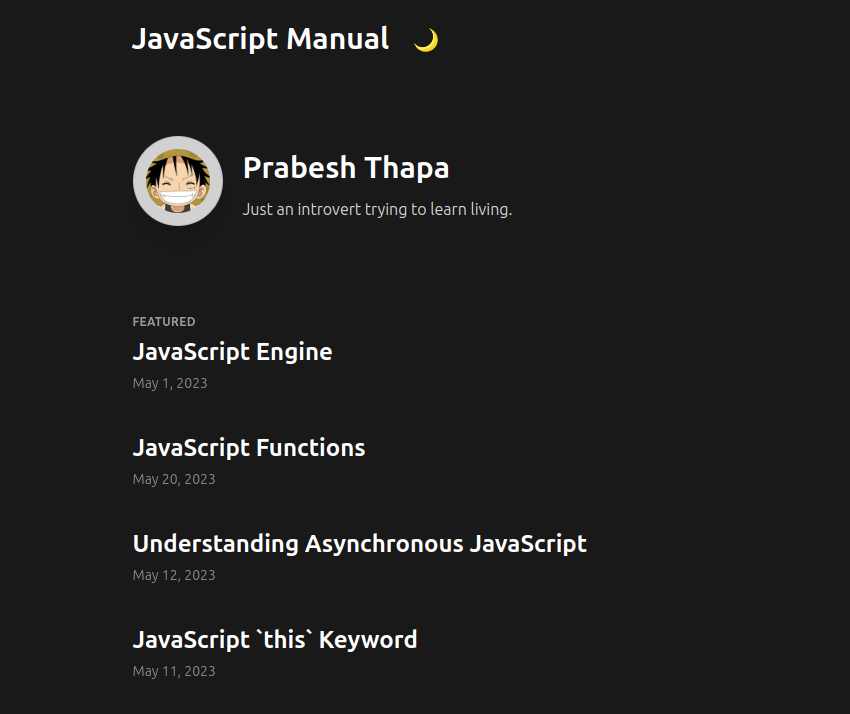 JavaScript Manual 🌙
Prabesh Thapa
Just an introvert trying to learn living.
FEATURED
JavaScript Engine
May 1, 2023
JavaScript Functions
May 20, 2023
Understanding Asynchronous JavaScript
May 12, 2023
JavaScript `this` Keyword
May 11, 2023